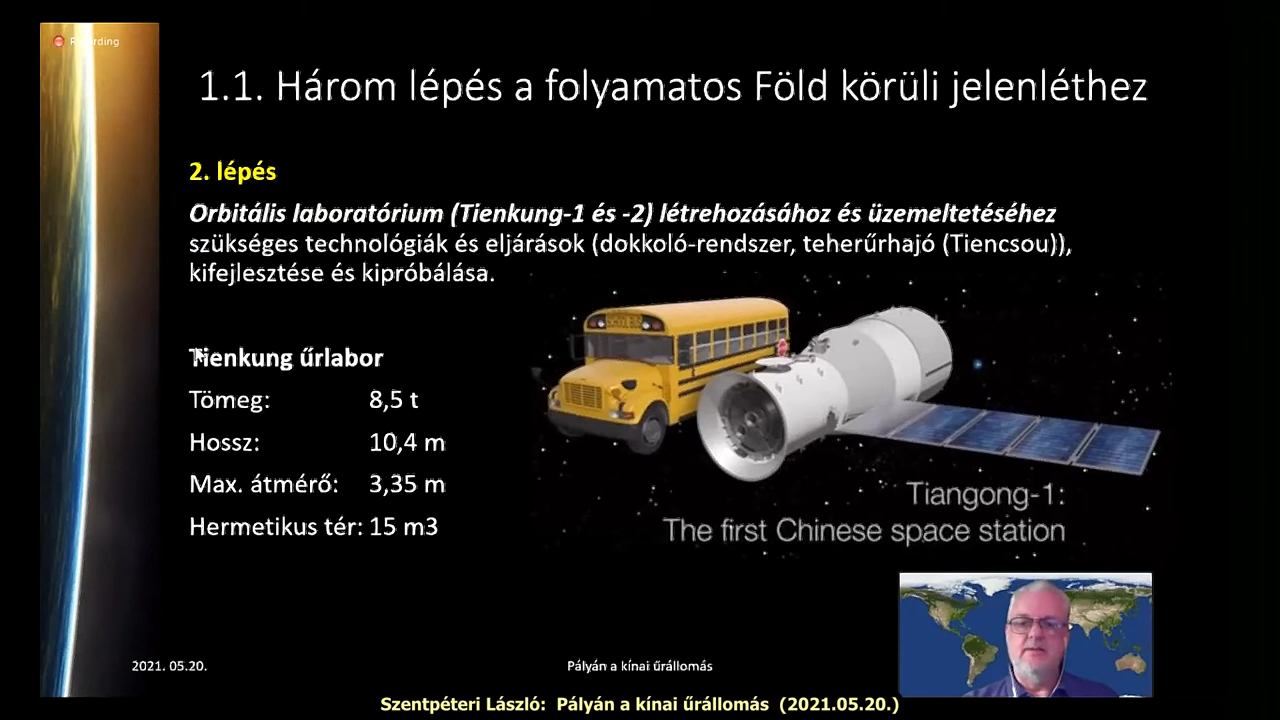 Recording
1.1. Három lépés a folyamatos Föld körüli jelenléthez
2. lépés
Orbitális laboratórium (Tienkung-1 és -2) létrehozásához és üzemeltetéséhez
szükséges technológiák és eljárások (dokkoló-rendszer, teherűrhajó (Tiencsou)),
kifejlesztése és kipróbálása.
Tienkung űrlabor
Tömeg: 8,5 t
Hossz: 10,4 m
Max. átmérő: 3,35 m
Hermetikus tér: 15 m3
SCHOOL BUS
Tiangong-1:
The first Chinese space station
2021. 05.20.
Pályán a kínai űrállomás
Szentpéteri László: Pályán a kínai űrállomás (2021.05.20.)